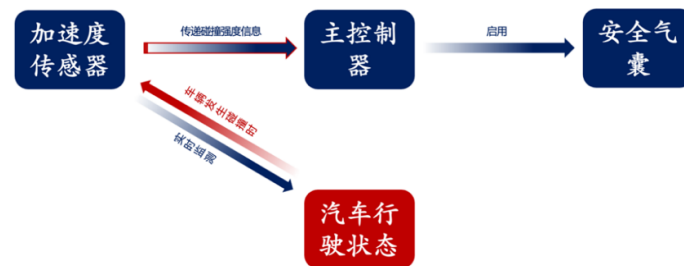 加速度
传感器
传递碰撞强度信息
主控制
器
启用
安全气
囊
车辆发生碰撞时
实时监测
汽车行
驶状态